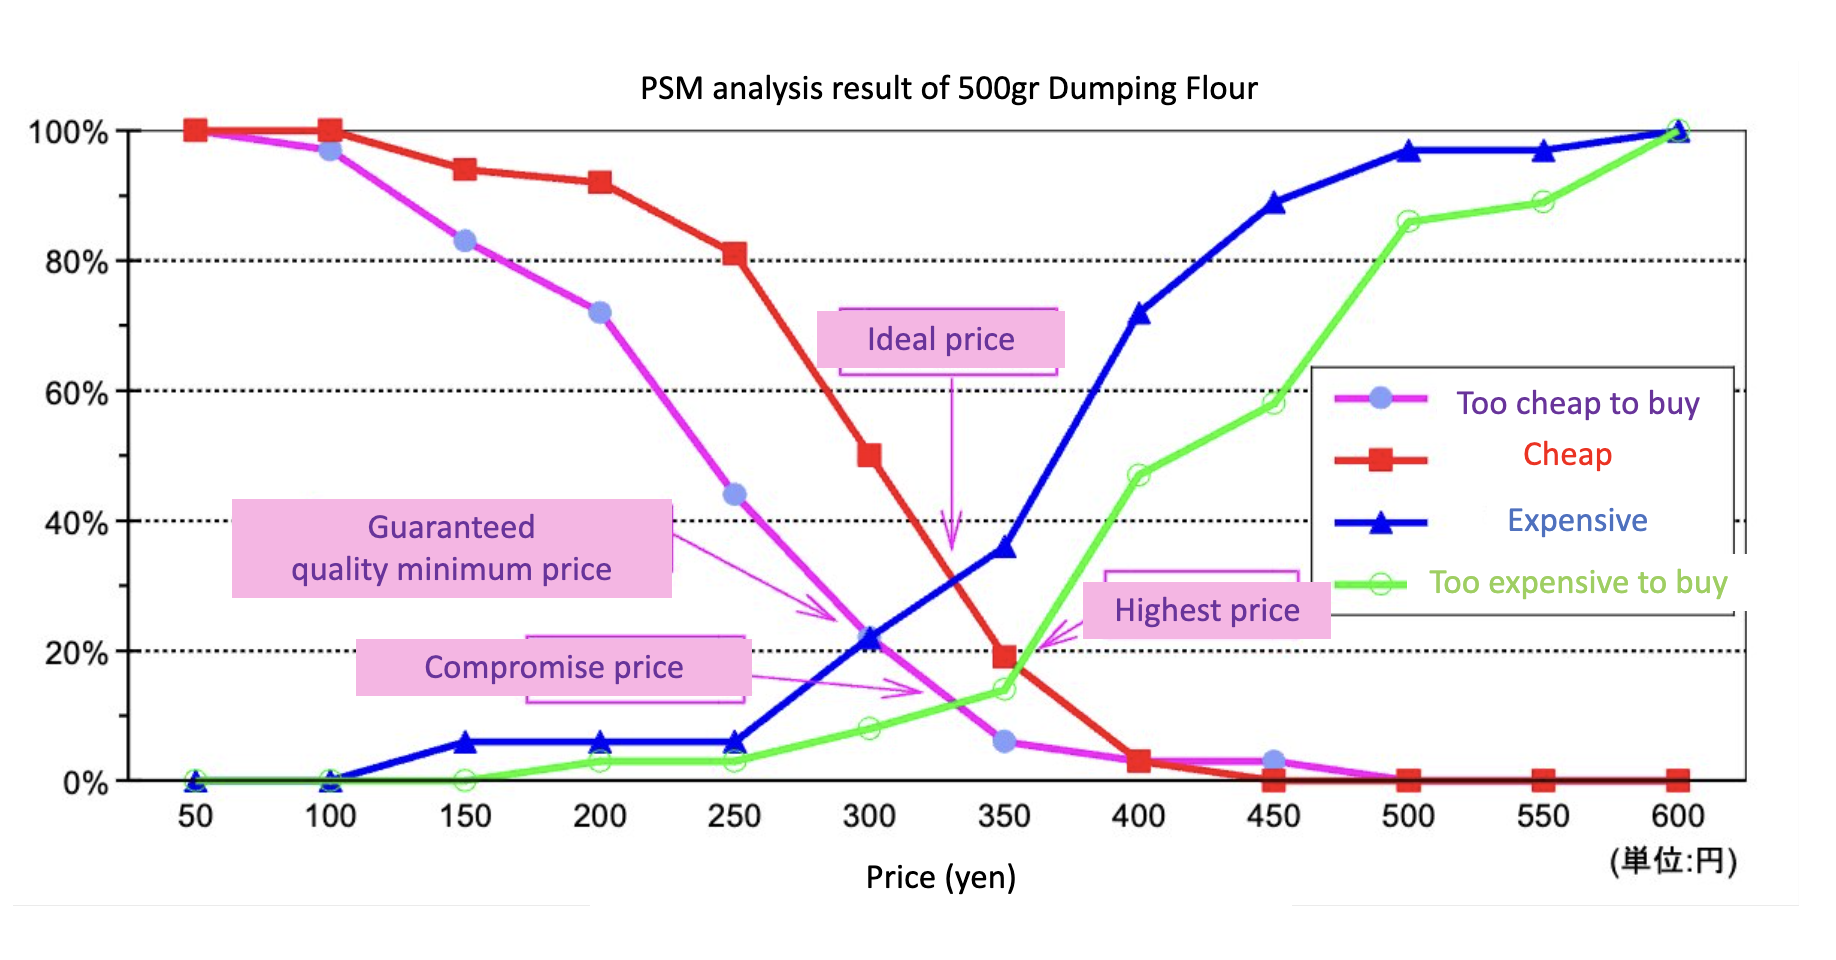 PSM analysis result of 500gr Dumping Flour
100%
80%
60%
40%
20%
0%
Ideal price
Guaranteed
quality minimum price
Compromise price
Highest price
Too cheap to buy
Cheap
Expensive
Too expensive to buy
50 100 150 200 250 300 350 400 450 500 550 600
(単位:円)
Price (yen)